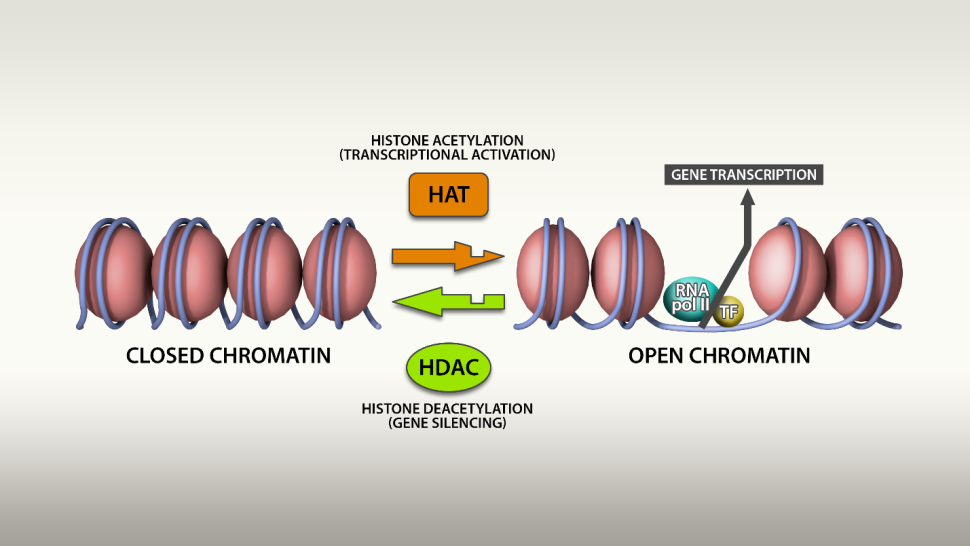 HISTONE ACETYLATION
(TRANSCRIPTIONAL ACTIVATION)
HAT
GENE TRANSCRIPTION
RNA
pol II
TF
CLOSED CHROMATIN
OPEN CHROMATIN
HDAC
HISTONE DEACETYLATION
(GENE SILENCING)